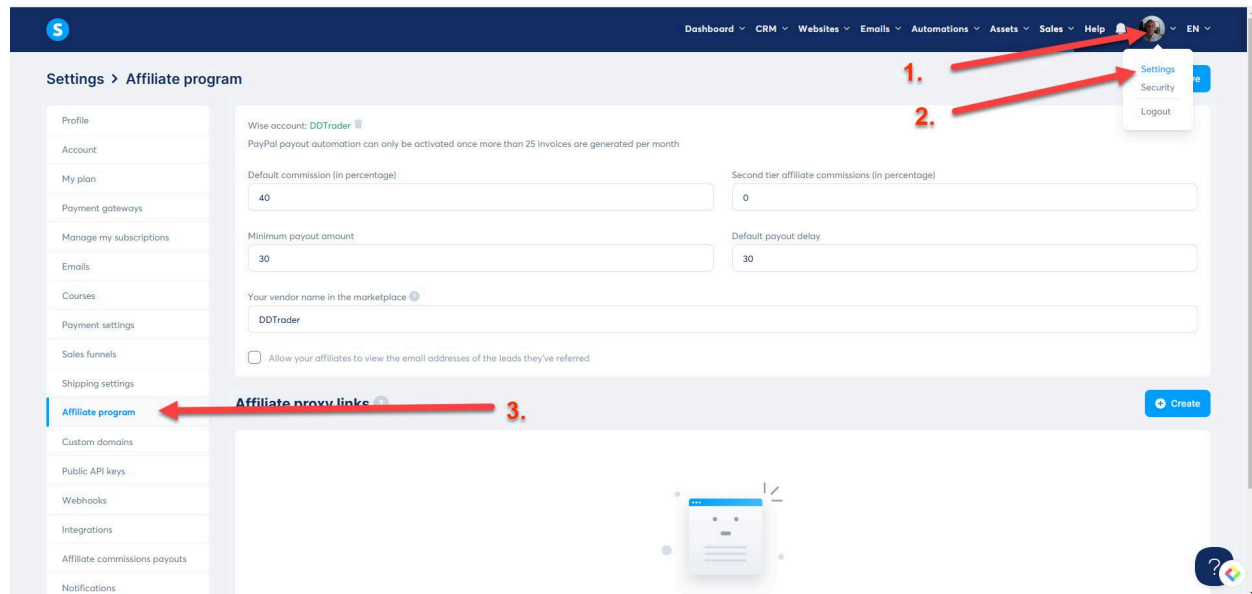 S
Dashboard CRM Websites Emails Automations Assets Sales Help EN
Settings > Affiliate program
1.
Settings
Security
Logout
2.
Profile
Account
My plan
Payment gateways
Manage my subscriptions
Emails
Courses
Payment settings
Sales funnels
Shipping settings
Affiliate program
Custom domains
Public API keys
Webhooks
Integrations
Affiliate commissions payouts
Notifications
Wise account: DDTrader
PayPal payout automation can only be activated once more than 25 invoices are generated per month
Default commission (in percentage)
40
Second tier affiliate commissions (in percentage)
0
Minimum payout amount
30
Default payout delay
30
Your vendor name in the marketplace ?
DDTrader
Allow your affiliates to view the email addresses of the leads they've referred
Affiliate proxy links
3.
Create
?